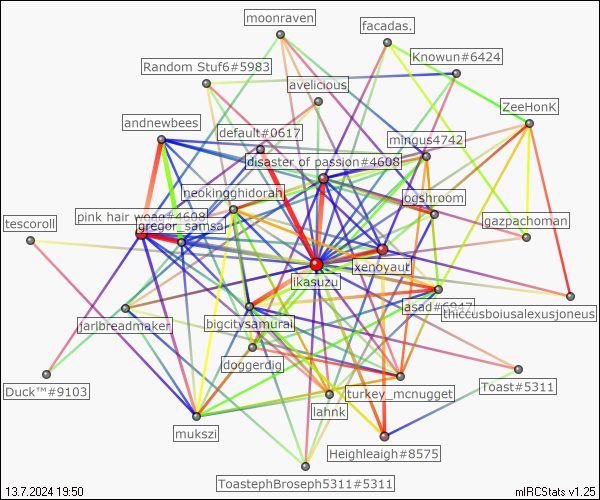 moonraven
facadas.
Knowun#6424
Random Stuf6#5983
avelicious
ZeeHonK
andnewbees
default#0617
mingus4742
disaster of passion#4608
neokingghidorah
ogshroom
tescoroll
pink hair woag#4608
gregor_samsa.
gazpachoman
xenoyaut
ikasuzu
asad#6947
thiccusboiusalexusjoneus
jarlbreadmaker
bigcitysamurai
doggerdig
Duck™#9103
turkey_mcnugget
Toast#5311
lahnk
mukszi
Heighleaigh#8575
ToastephBroseph5311#5311
13.7.2024 19:50
mIRCStats v1.25